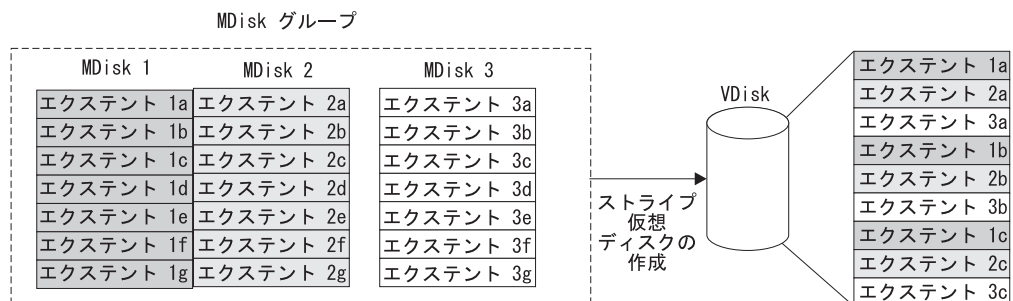 MDisk グループ
MDisk 1
エクステント 1a
エクステント 1b
エクステント 1c
エクステント 1d
エクステント 1e
エクステント 1f
エクステント 1g
MDisk 2
エクステント 2a
エクステント 2b
エクステント 2c
エクステント 2d
エクステント 2e
エクステント 2f
エクステント 2g
MDisk 3
エクステント 3a
エクステント 3b
エクステント 3c
エクステント 3d
エクステント 3e
エクステント 3f
エクステント 3g
ストライプ
仮想
ディスクの
作成
VDisk
エクステント 1a
エクステント 2a
エクステント 3a
エクステント 1b
エクステント 2b
エクステント 3b
エクステント 1c
エクステント 2c
エクステント 3c